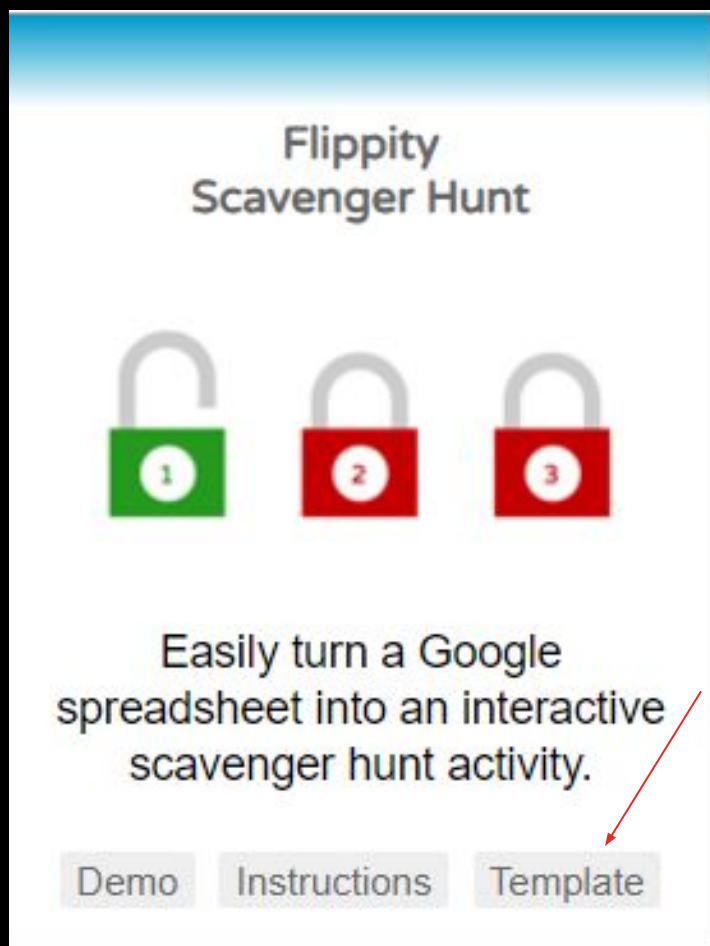 Flippity
Scavenger Hunt
1
2
3
Easily turn a Google
spreadsheet into an interactive
scavenger hunt activity.
Demo
Instructions
Template